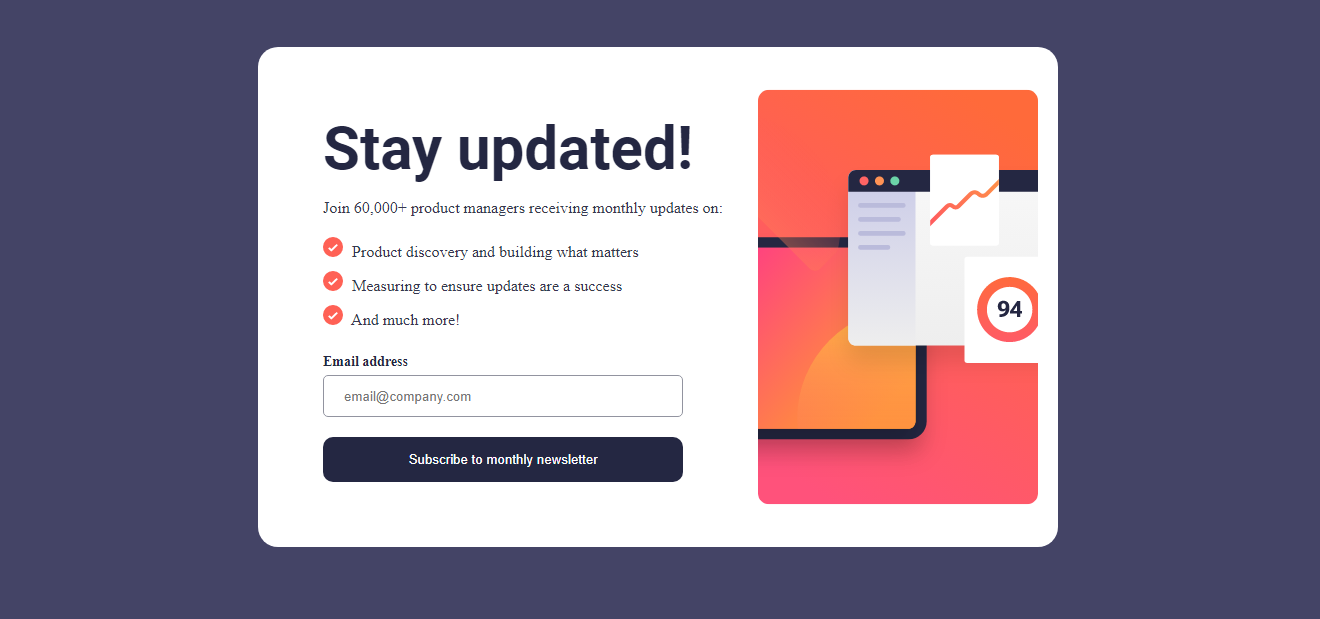 Stay updated!
Join 60,000+ product managers receiving monthly updates on:
Product discovery and building what matters
Measuring to ensure updates are a success
And much more!
Email address
email@company.com
Subscribe to monthly newsletter
94